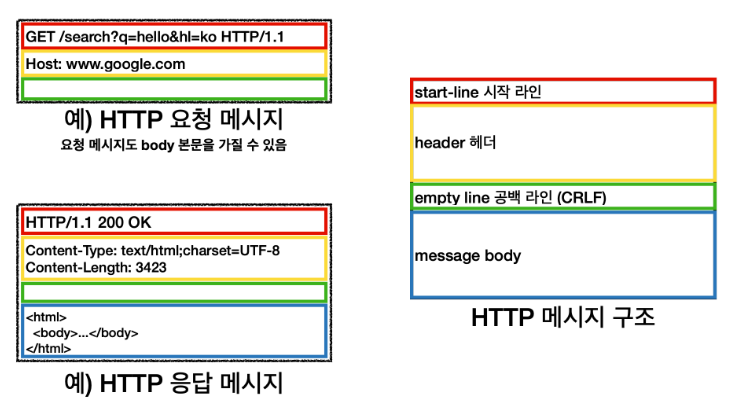 GET /search?q=hello&hl=ko HTTP/1.1
Host: www.google.com
예) HTTP 요청 메시지
요청 메시지도 body 본문을 가질 수 있음
HTTP/1.1 200 OK
Content-Type: text/html;charset=UTF-8
Content-Length: 3423
<html>
<body>...</body>
</html>
예) HTTP 응답 메시지
start-line 시작 라인
header 헤더
empty line 공백 라인 (CRLF)
message body
HTTP 메시지 구조